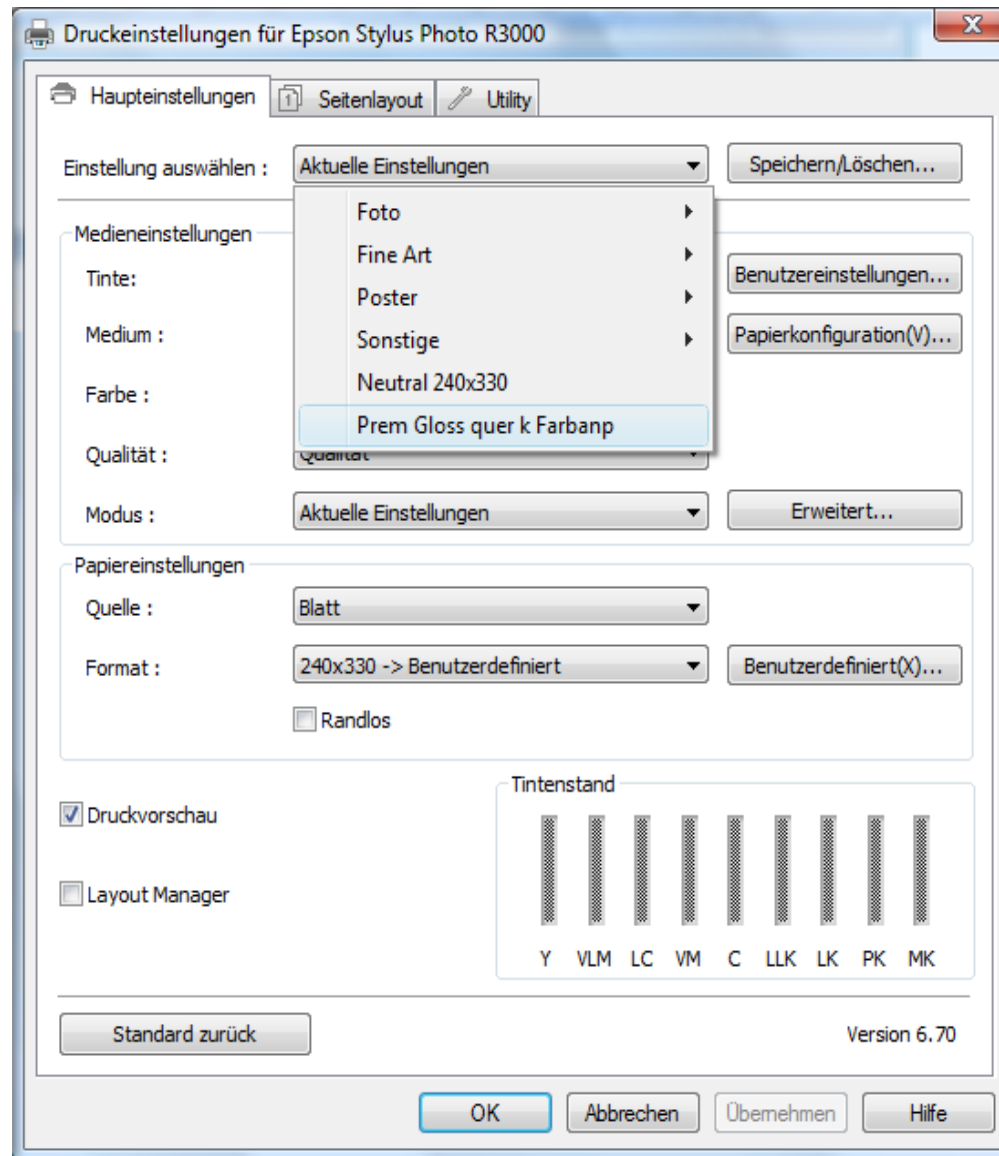 Druckeinstellungen für Epson Stylus Photo R3000
Haupteinstellungen
Seitenlayout
Utility
Einstellung auswählen : Aktuelle Einstellungen Speichern/Löschen...
Foto
Medieneinstellungen
Fine Art
Tinte: Benutzereinstellungen...
Poster
Medium : Papierkonfiguration(V)...
Sonstige
Neutral 240x330
Farbe :
Prem Gloss quer k Farbanp
Qualität : Qualität
Modus : Aktuelle Einstellungen Erweitert...
Papiereinstellungen
Quelle : Blatt
Format : 240x330 -> Benutzerdefiniert Benutzerdefiniert(X)...
Randlos
Tintenstand
Druckvorschau
Layout Manager
Y VLM LC VM C LLK LK PK MK
Standard zurück Version 6.70
OK Abbrechen Übernehmen Hilfe